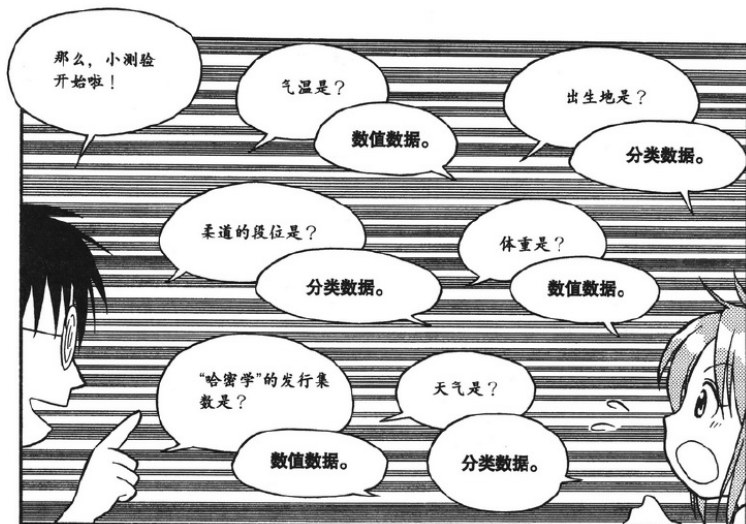 那么，小测验
开始啦！
气温是？
数值数据。
出生地是？
分类数据。
柔道的段位是？
分类数据。
体重是？
数值数据。
“哈密学”的发行集
数是？
数值数据。
天气是？
分类数据。